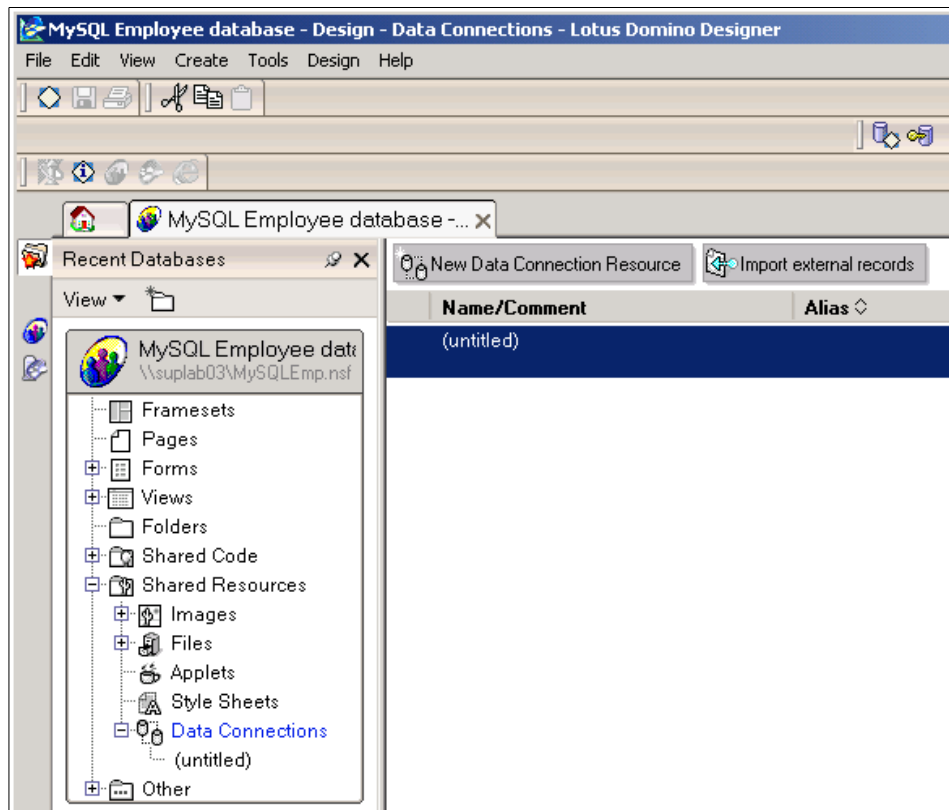 MySQL Employee database - Design - Data Connections - Lotus Domino Designer
File Edit View Create Tools Design Help
MySQL Employee database -...
Recent Databases
New Data Connection Resource Import external records
View
Name/Comment Alias
(untitled)
MySQL Employee data
\\suplab03\MySQLEmp.nsf
Framesets
Pages
Forms
Views
Folders
Shared Code
Shared Resources
Images
Files
Applets
Style Sheets
Data Connections
(untitled)
Other